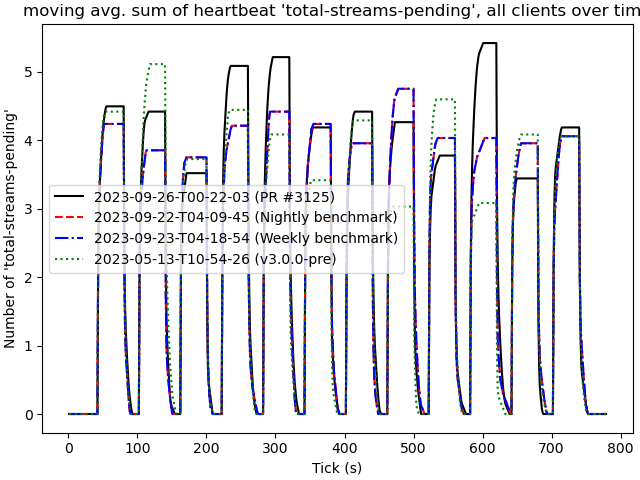 moving avg. sum of heartbeat 'total-streams-pending', all clients over tim
Number of 'total-streams-pending'
5
4
3
2
1
0
2023-09-26-T00-22-03 (PR #3125)
2023-09-22-T04-09-45 (Nightly benchmark)
2023-09-23-T04-18-54 (Weekly benchmark)
2023-05-13-T10-54-26 (v3.0.0-pre)
0 100 200 300 400 500 600 700 800
Tick (s)